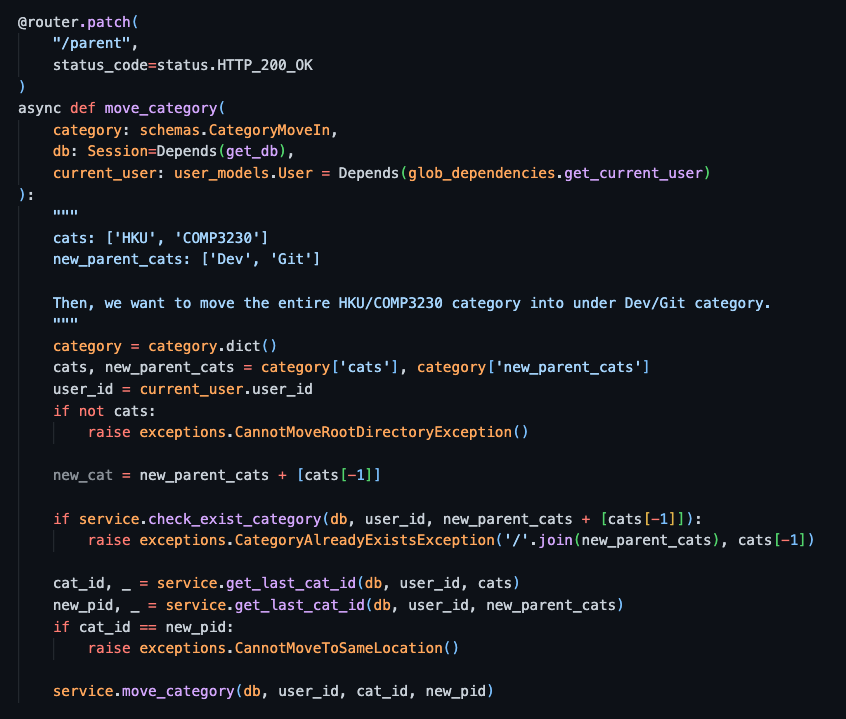 @router.patch(
    "/parent",
    status_code=status.HTTP_200_OK
)
async def move_category(
    category: schemas.CategoryMoveIn,
    db: Session=Depends(get_db),
    current_user: user_models.User = Depends(glob_dependencies.get_current_user)
):
    """
    cats: ['HKU', 'COMP3230']
    new_parent_cats: ['Dev', 'Git']

    Then, we want to move the entire HKU/COMP3230 category into under Dev/Git category.
    """
    category = category.dict()
    cats, new_parent_cats = category['cats'], category['new_parent_cats']
    user_id = current_user.user_id
    if not cats:
        raise exceptions.CannotMoveRootDirectoryException()

    new_cat = new_parent_cats + [cats[-1]]

    if service.check_exist_category(db, user_id, new_parent_cats + [cats[-1]]):
        raise exceptions.CategoryAlreadyExistsException('/'.join(new_parent_cats), cats[-1])

    cat_id, _ = service.get_last_cat_id(db, user_id, cats)
    new_pid, _ = service.get_last_cat_id(db, user_id, new_parent_cats)
    if cat_id == new_pid:
        raise exceptions.CannotMoveToSameLocation()

    service.move_category(db, user_id, cat_id, new_pid)